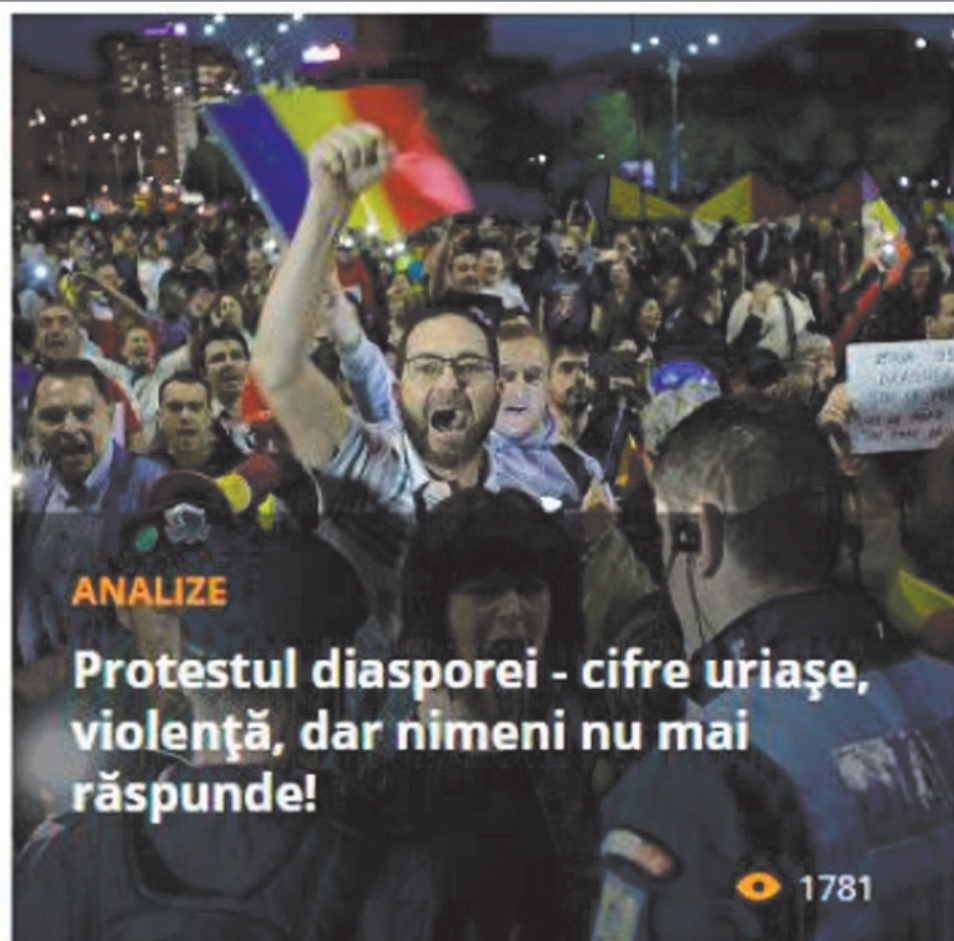 ANALIZE
Protestul diasporei - cifre uriaşe,
violenţă, dar nimeni nu mai
răspunde!
1781